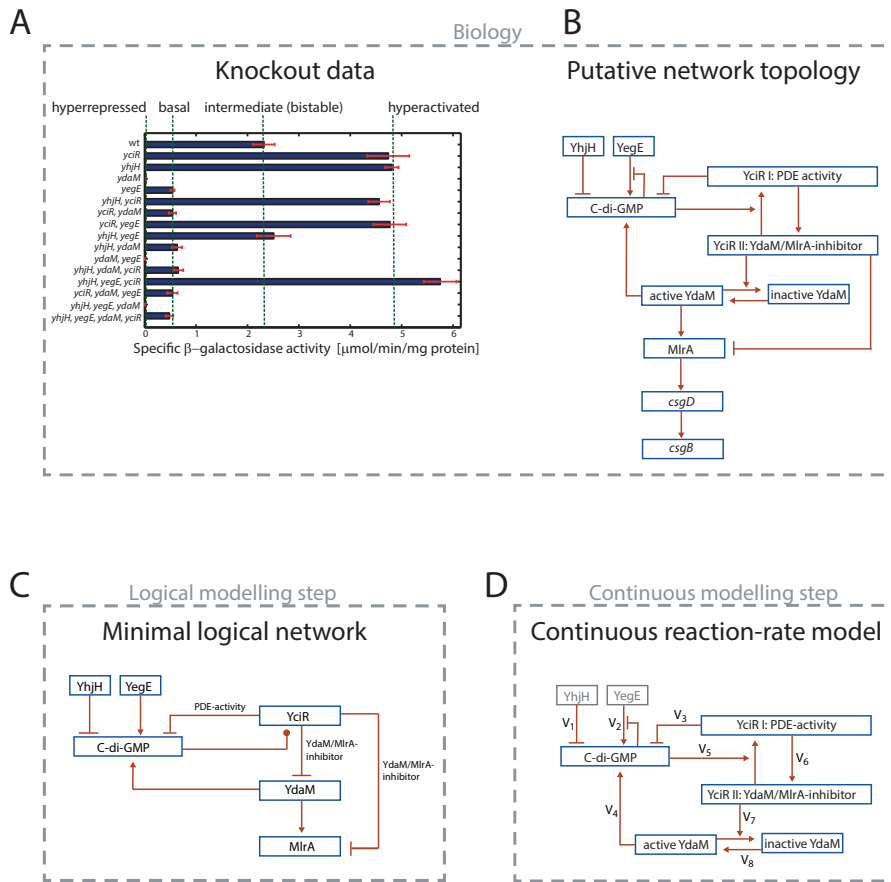 A
Biology
B
Knockout data
Putative network topology
hyperrepressed basal intermediate (bistable) hyperactivated
wt
yciR
yhjH
ydaM
yegE
yhjH, yciR
yciR, ydaM
yciR, yegE
yhjH, yegE
yhjH, ydaM
ydaM, yegE
yhjH, ydaM, yciR
yhjH, yegE, yciR
yciR, ydaM, yegE
yhjH, yegE, ydaM
yhjH, yegE, ydaM, yciR
0 1 2 3 4 5 6
Specific β–galactosidase activity [μmol/min/mg protein]
YhjH YegE
YciR I: PDE activity
C-di-GMP
YciR II: YdaM/MlrA-inhibitor
active YdaM inactive YdaM
MlrA
csgD
csgB
C
Logical modelling step
Minimal logical network
YhjH YegE
PDE-activity
YciR
C-di-GMP
YdaM/MlrA-
inhibitor
YdaM/MlrA-
inhibitor
YdaM
MlrA
D
Continuous modelling step
Continuous reaction-rate model
YhjH YegE
V1 V2 V3
YciR I: PDE-activity
C-di-GMP
V5 V6
YciR II: YdaM/MlrA-inhibitor
V4 V7
active YdaM inactive YdaM
V8